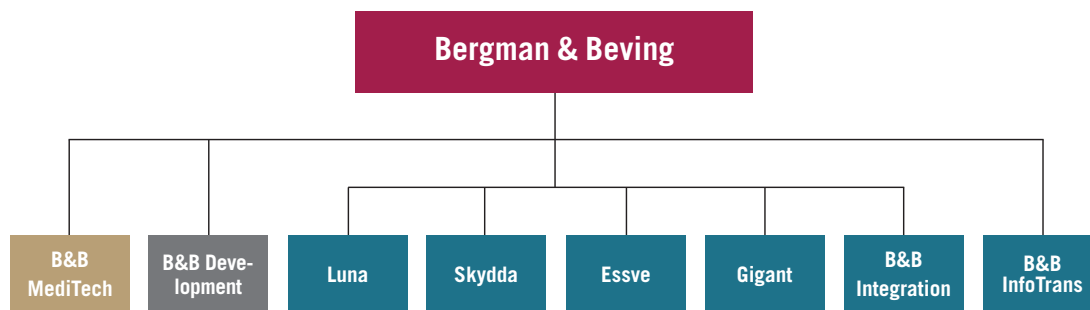 Bergman & Beving
B&B
MediTech
B&B Deve-
lopment
Luna
Skydda
Essve
Gigant
B&B
Integration
B&B
InfoTrans